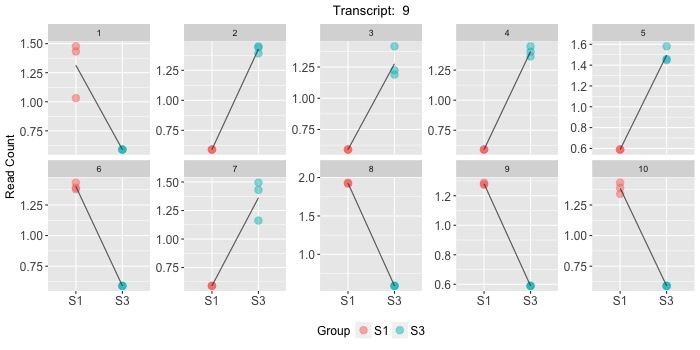 Transcript: 9
1 2 3 4 5
1.50 1.25 1.00 0.75
1.25 1.00 0.75
1.25 1.00 0.75
1.25 1.00 0.75
1.6 1.4 1.2 1.0 0.8 0.6
Read Count
6 7 8 9 10
1.25 1.00 0.75
1.50 1.25 1.00 0.75
2.0 1.5 1.0
1.2 1.0 0.8 0.6
1.25 1.00 0.75
S1 S3 S1 S3 S1 S3 S1 S3 S1 S3
Group S1 S3